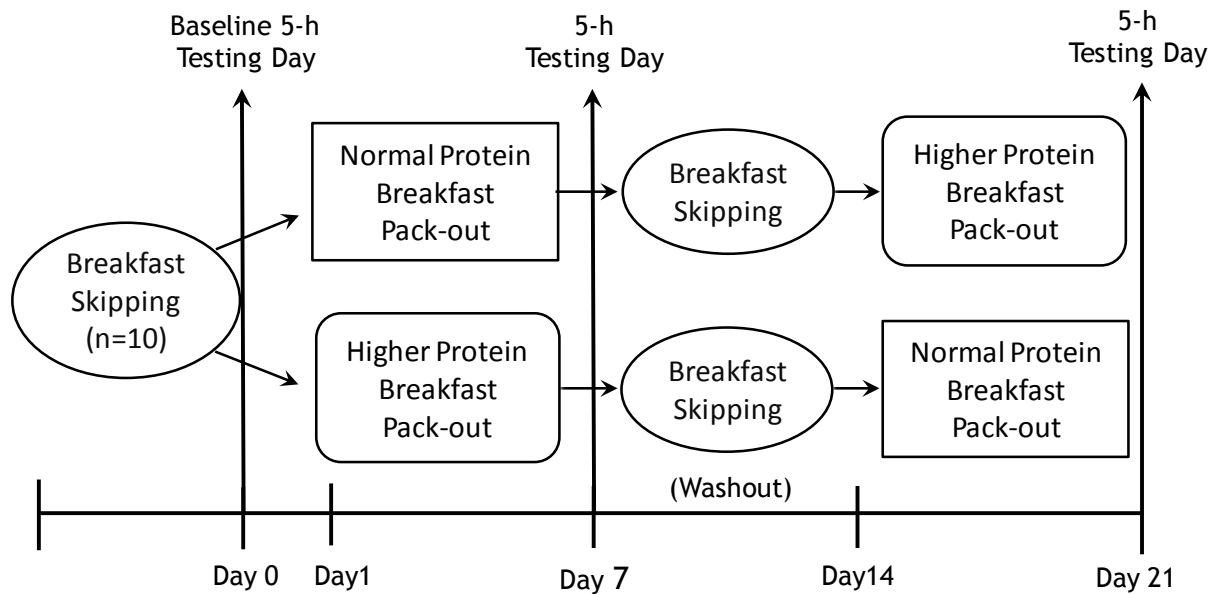 Baseline 5-h
Testing Day
5-h
Testing Day
5-h
Testing Day
Breakfast
Skipping
(n=10)
Normal Protein
Breakfast
Pack-out
Breakfast
Skipping
Higher Protein
Breakfast
Pack-out
Higher Protein
Breakfast
Pack-out
Breakfast
Skipping
Normal Protein
Breakfast
Pack-out
(Washout)
Day 0
Day1
Day 7
Day14
Day 21